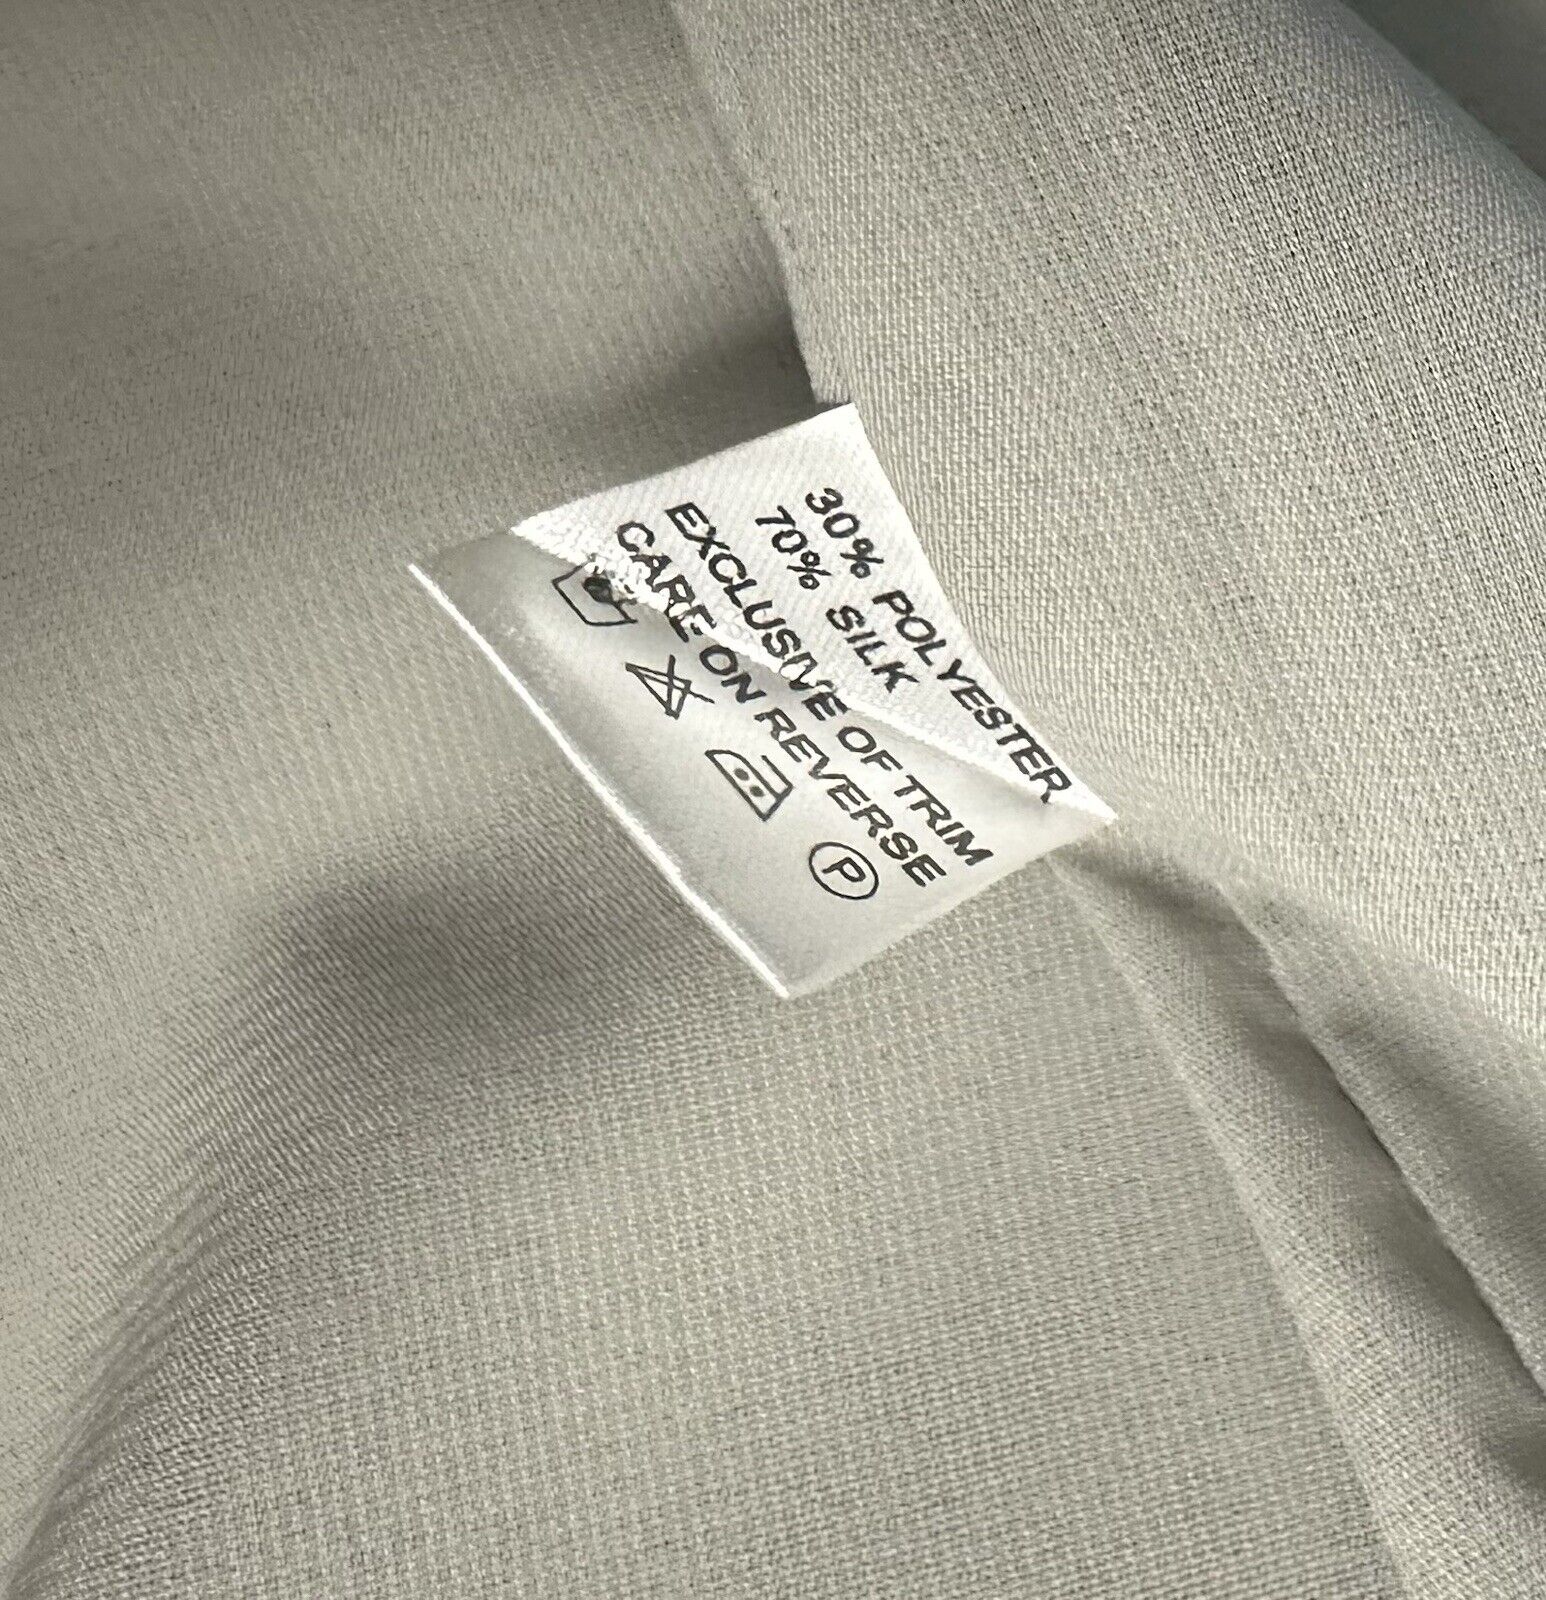 30% POLYESTER
70% SILK
EXCLUSIVE OF TRIM
CARE ON REVERSE
P